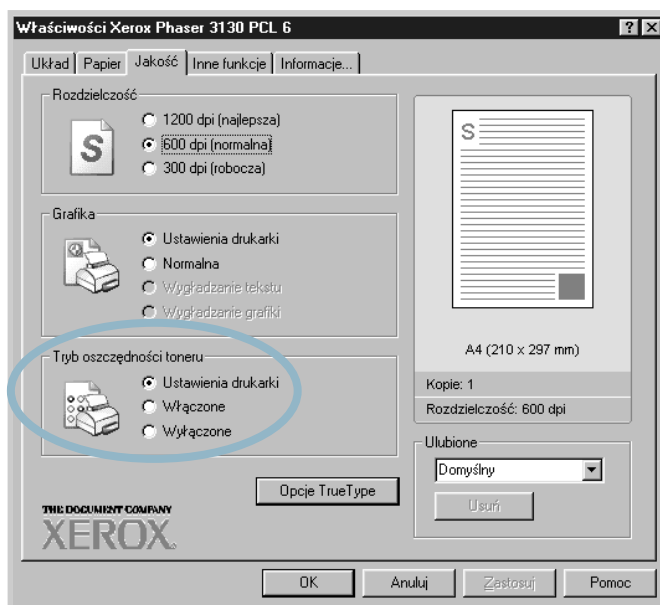 Właściwości Xerox Phaser 3130 PCL 6
Układ Papier Jakość Inne funkcje Informacje...
Rozdzielczość
1200 dpi (najlepsza)
600 dpi (normalna)
300 dpi (robocza)
Grafika
Ustawienia drukarki
Normalna
Wygładzanie tekstu
Wygładzanie grafiki
Tryb oszczędności toneru
Ustawienia drukarki
Włączone
Wyłączone
Opcje TrueType
THE DOCUMENT COMPANY
XEROX
S
S
A4 (210 x 297 mm)
Kopie: 1
Rozdzielczość: 600 dpi
Ulubione
Domyślny
Usuń
OK Anuluj Zastosuj Pomoc